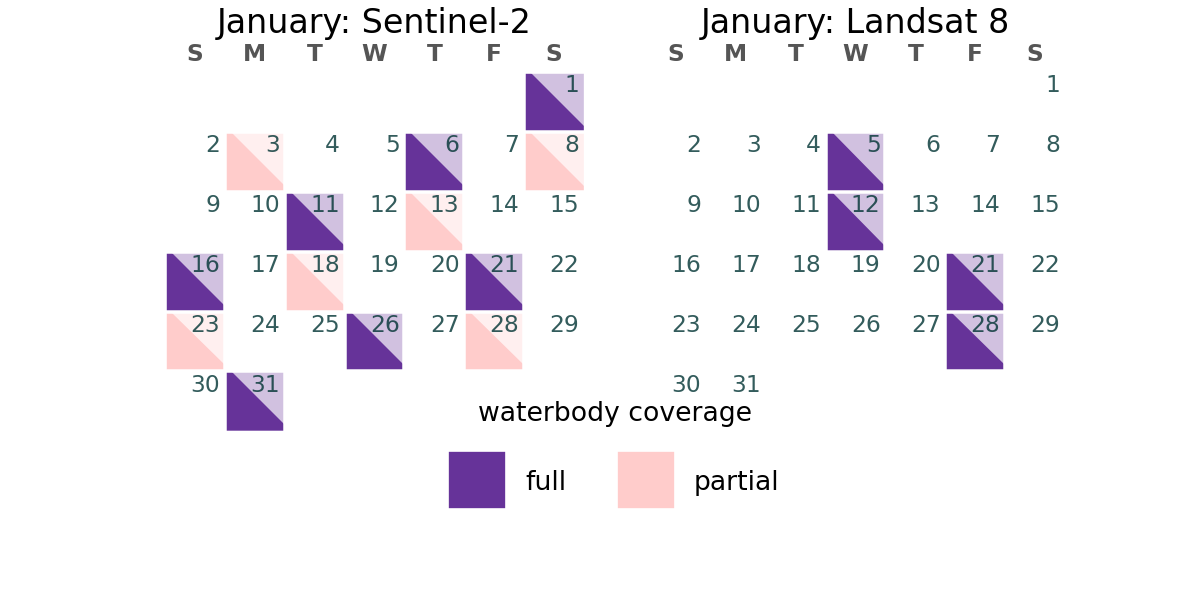 January: Sentinel-2
S M T W T F S
1
2 3 4 5 6 7 8
9 10 11 12 13 14 15
16 17 18 19 20 21 22
23 24 25 26 27 28 29
30 31
January: Landsat 8
S M T W T F S
1
2 3 4 5 6 7 8
9 10 11 12 13 14 15
16 17 18 19 20 21 22
23 24 25 26 27 28 29
30 31
waterbody coverage
full partial